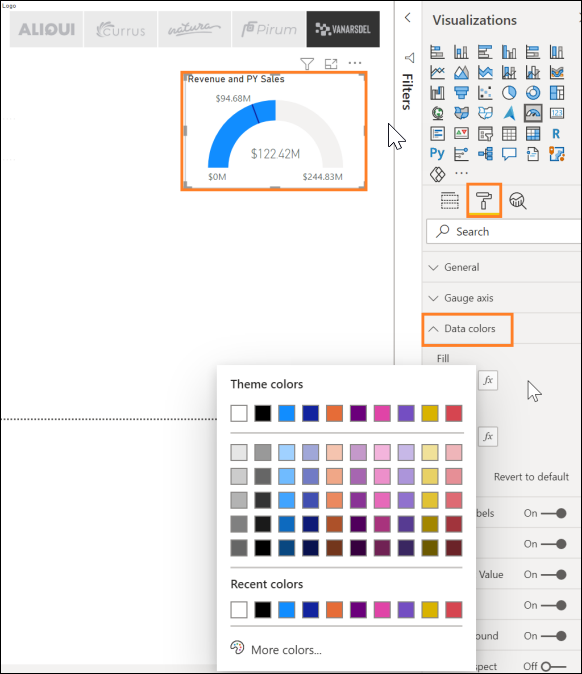 Logo
ALIQUI
Currus
natura
Pirum
VANARSDEL
Revenue and PY Sales
$94.68M
$122.42M
$0M
$244.83M
Filters
Visualizations
123
R
Py
Search
General
Gauge axis
Data colors
Fill
fx
fx
Revert to default
bels On
On
Value On
On
ound On
spect Off
Theme colors
Recent colors
More colors...